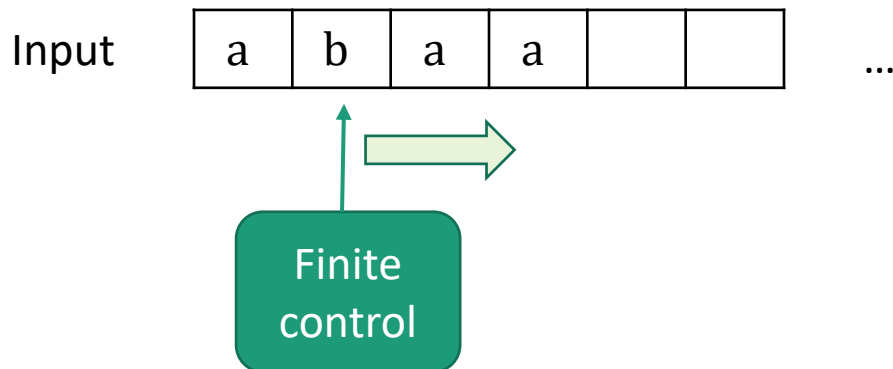 Input a b a a …
Finite
control